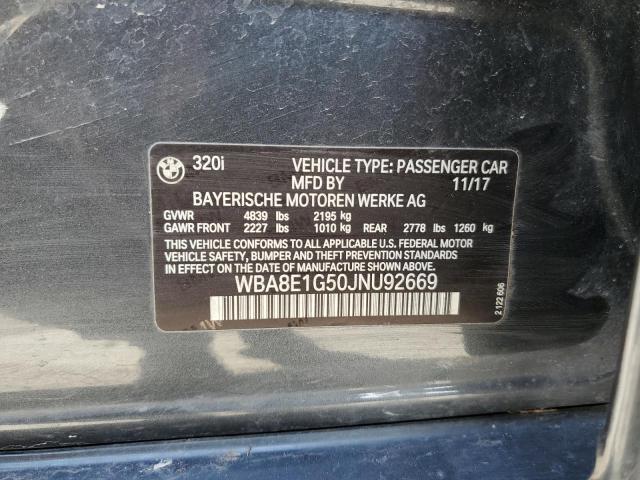 320i VEHICLE TYPE: PASSENGER CAR
MFD BY 11/17
BAYERISCHE MOTOREN WERKE AG
GVWR 4839 lbs 2195 kg
GAWR FRONT 2227 lbs 1010 kg REAR 2778 lbs 1260 kg
THIS VEHICLE CONFORMS TO ALL APPLICABLE U.S. FEDERAL MOTOR
VEHICLE SAFETY, BUMPER AND THEFT PREVENTION STANDARDS
IN EFFECT ON THE DATE OF MANUFACTURE SHOWN ABOVE.
WBA8E1G50JNU92669
2 122 606